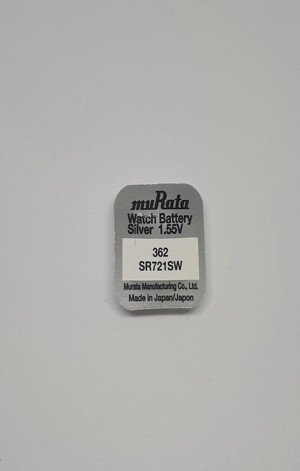 muRata
Watch Battery
Silver 1.55V
362
SR721SW
Murata Manufacturing Co., Ltd.
Made in Japan/Japon